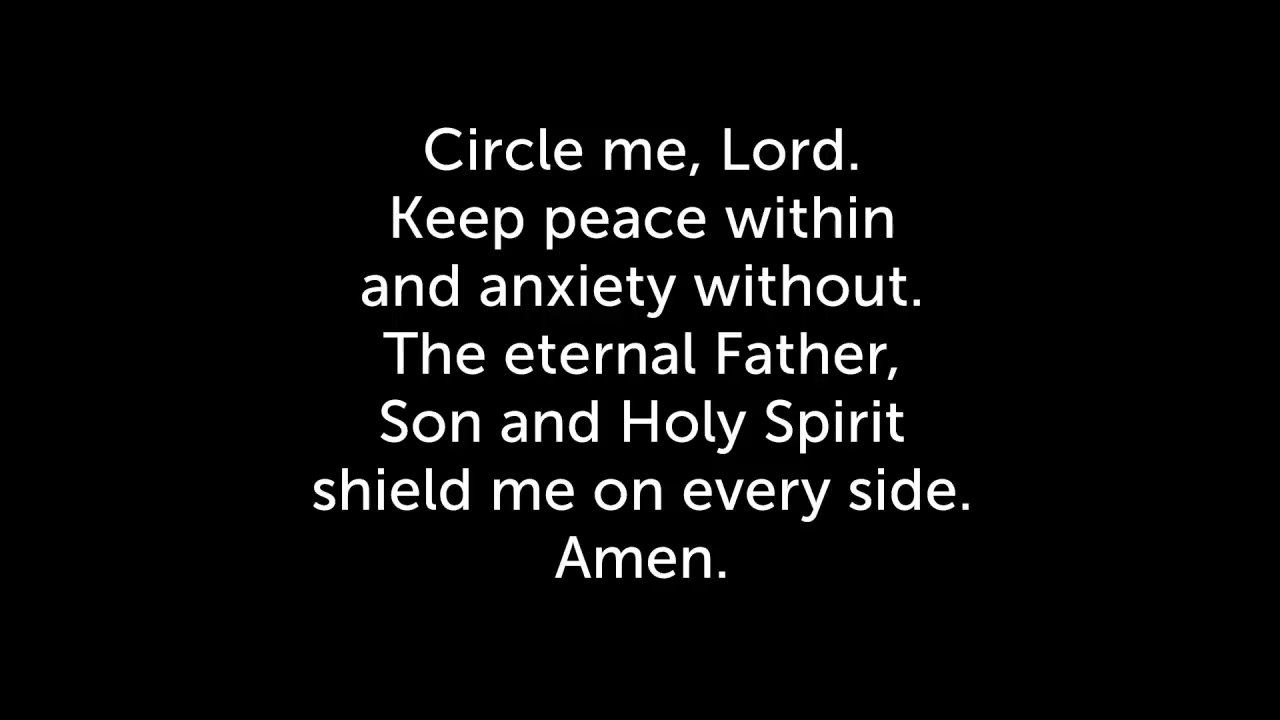 Circle me, Lord.
Keep peace within
and anxiety without.
The eternal Father,
Son and Holy Spirit
shield me on every side.
Amen.